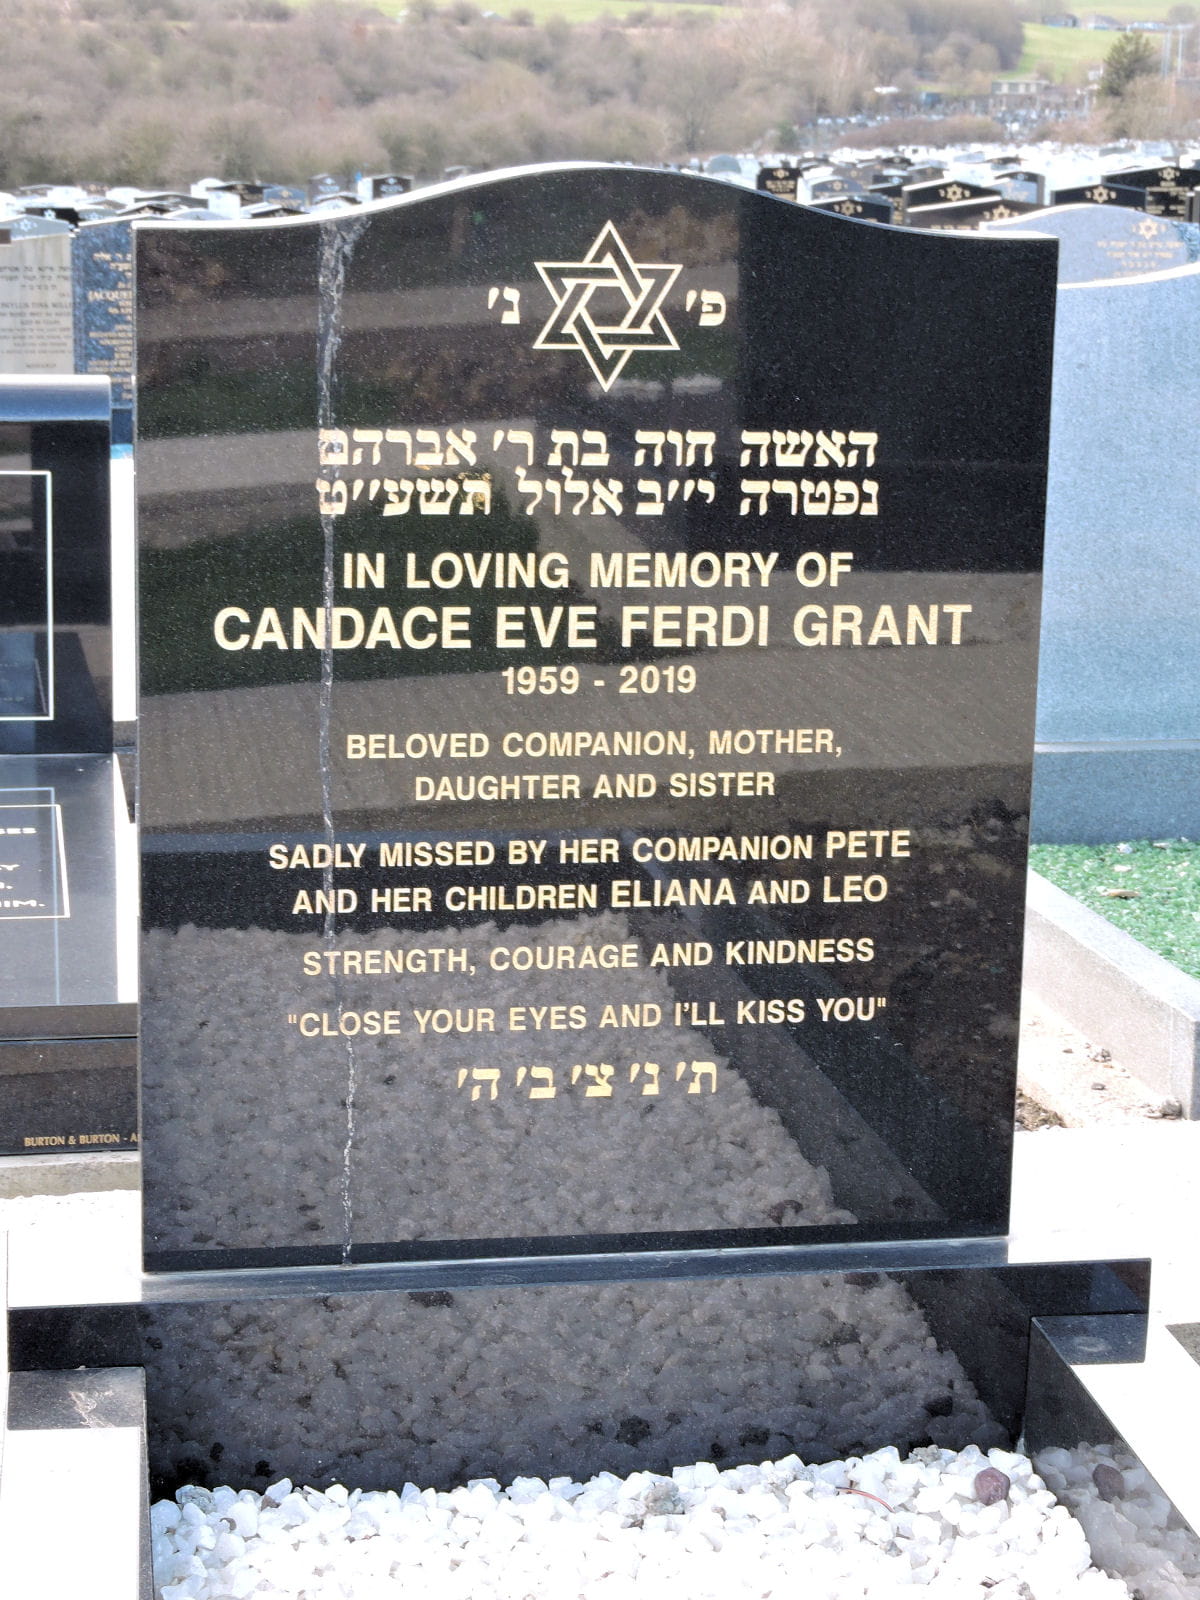 פ׳ נ׳
האשה חוה בת ר׳ אברהם
נפטרה י״ב אלול תשע״ט
IN LOVING MEMORY OF
CANDACE EVE FERDI GRANT
1959 - 2019
BELOVED COMPANION, MOTHER,
DAUGHTER AND SISTER
SADLY MISSED BY HER COMPANION PETE
AND HER CHILDREN ELIANA AND LEO
STRENGTH, COURAGE AND KINDNESS
"CLOSE YOUR EYES AND I'LL KISS YOU"
ת׳ נ׳ צ׳ ב׳ ה׳
BURTON & BURTON -